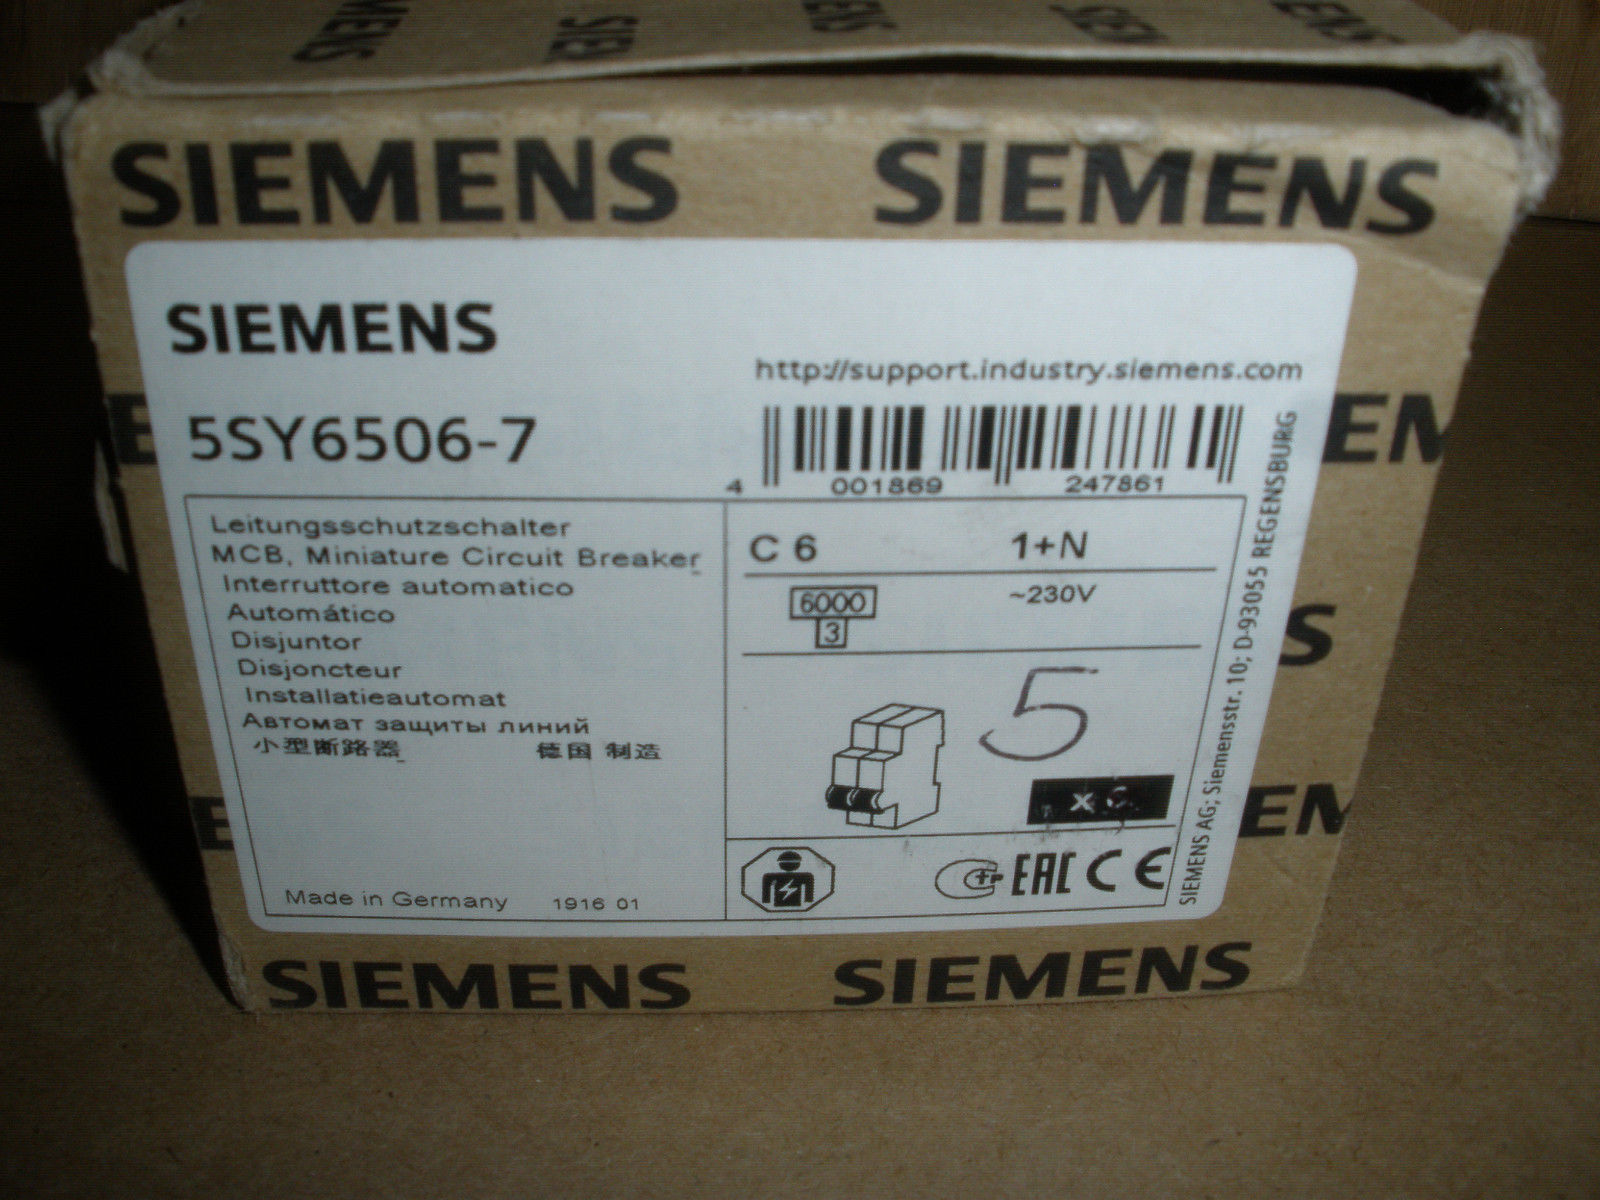 SIEMENS SIEMENS
SIEMENS
http://support.industry.siemens.com
5SY6506-7
4 001869 247861
Leitungsschutzschalter
MCB, Miniature Circuit Breaker
Interruttore automatico
Automático
Disjuntor
Disjoncteur
Installatieautomat
Автомат защиты линий
小型断路器 德国 制造
Made in Germany 1916 01
C 6 1+N
6000 ~230V
3
5
x
EAC CE
SIEMENS AG; Siemensstr. 10; D-93055 REGENSBURG
SIEMENS SIEMENS